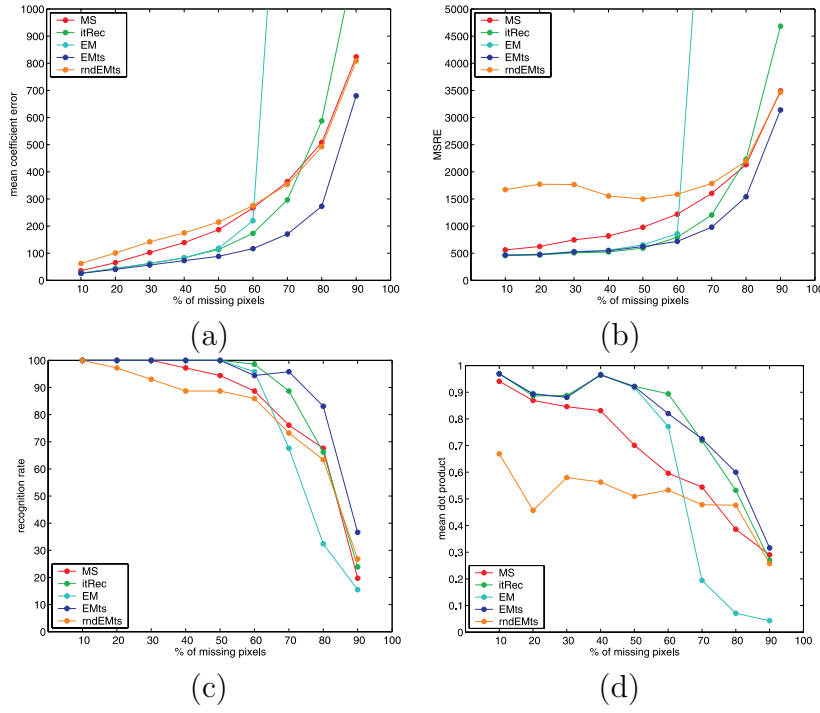 1000
900
800
700
600
500
400
300
200
100
0
mean coefficient error
MS
itRec
EM
EMts
rndEMts
10 20 30 40 50 60 70 80 90 100
% of missing pixels
(a)
5000
4500
4000
3500
3000
2500
2000
1500
1000
500
0
MSRE
MS
itRec
EM
EMts
rndEMts
10 20 30 40 50 60 70 80 90 100
% of missing pixels
(b)
100
90
80
70
60
50
40
30
20
10
0
recognition rate
MS
itRec
EM
EMts
rndEMts
10 20 30 40 50 60 70 80 90 100
% of missing pixels
(c)
1
0.9
0.8
0.7
0.6
0.5
0.4
0.3
0.2
0.1
0
mean dot product
MS
itRec
EM
EMts
rndEMts
10 20 30 40 50 60 70 80 90 100
% of missing pixels
(d)